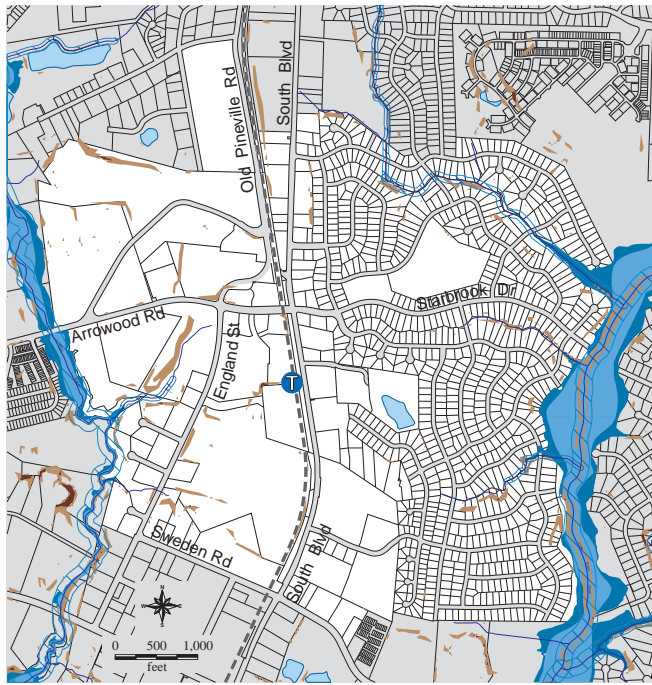 Old Pineville Rd
South Blvd
Starbrook Dr
Arrowood Rd
England St
T
Sweden Rd
South Blvd
N
W
E
S
0 500 1,000
feet